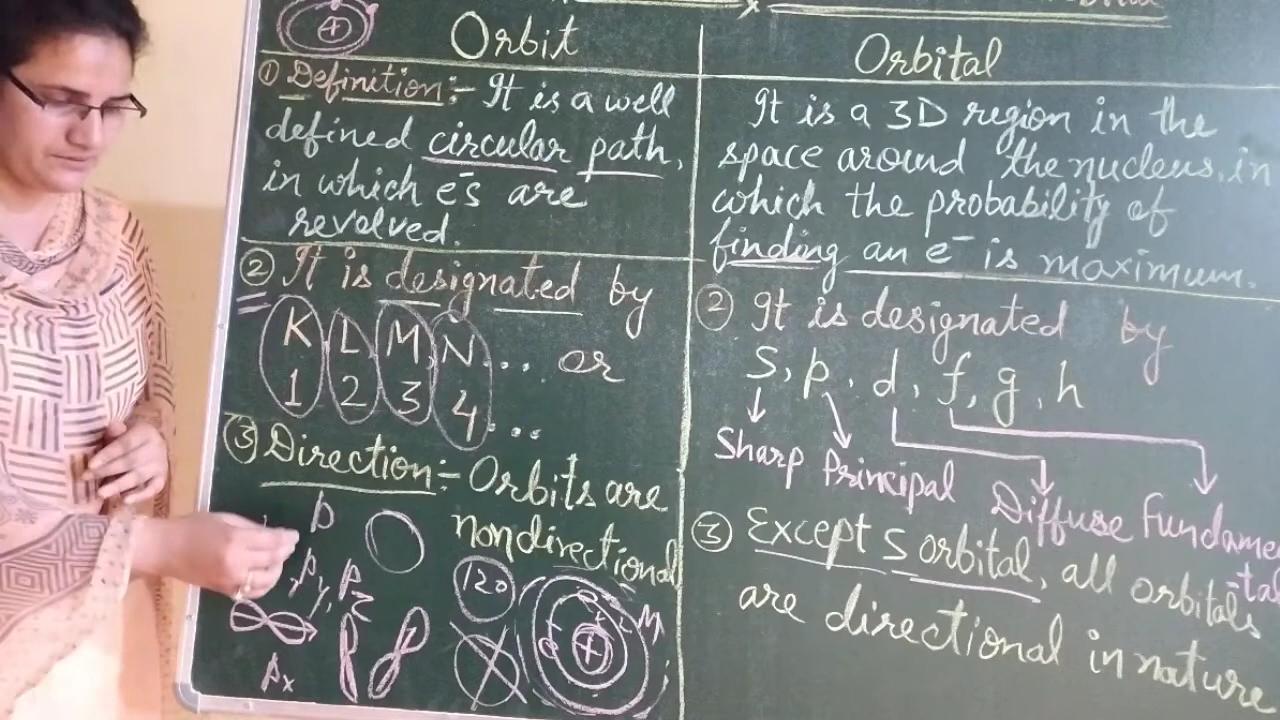 Orbit
① Definition:- It is a well
defined circular path,
in which e-s are
revolved.
② It is designated by
K L M N ... or
1 2 3 4 ...
③ Direction:- Orbits are
nondirectional
p
px, py, pz
120
+
K L M
px
+
Orbital
It is a 3D region in the
space around the nucleus, in
which the probability of
finding an e- is maximum.
② It is designated by
s, p, d, f, g, h
Sharp Principal Diffuse Fundamental
③ Except s orbital, all orbitals
are directional in nature